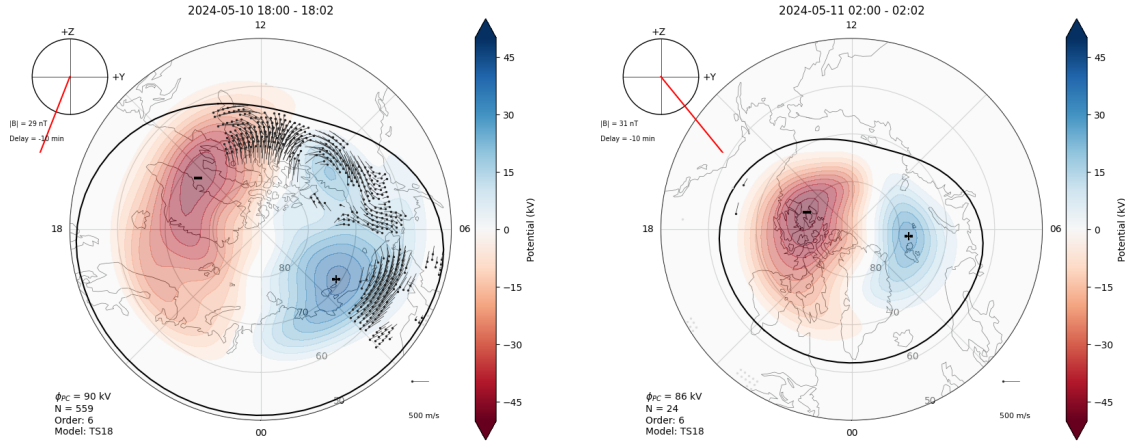 2024-05-10 18:00 - 18:02
12
+Z
+Y
|B| = 29 nT
Delay = -10 min
18
80
70
60
50
00
ϕPC = 90 kV
N = 559
Order: 6
Model: TS18
500 m/s
45
30
15
0
−15
−30
−45
Potential (kV)
2024-05-11 02:00 - 02:02
12
+Z
+Y
|B| = 31 nT
Delay = -10 min
18
06
80
70
60
50
00
ϕPC = 86 kV
N = 24
Order: 6
Model: TS18
500 m/s
45
30
15
0
−15
−30
−45
Potential (kV)
06